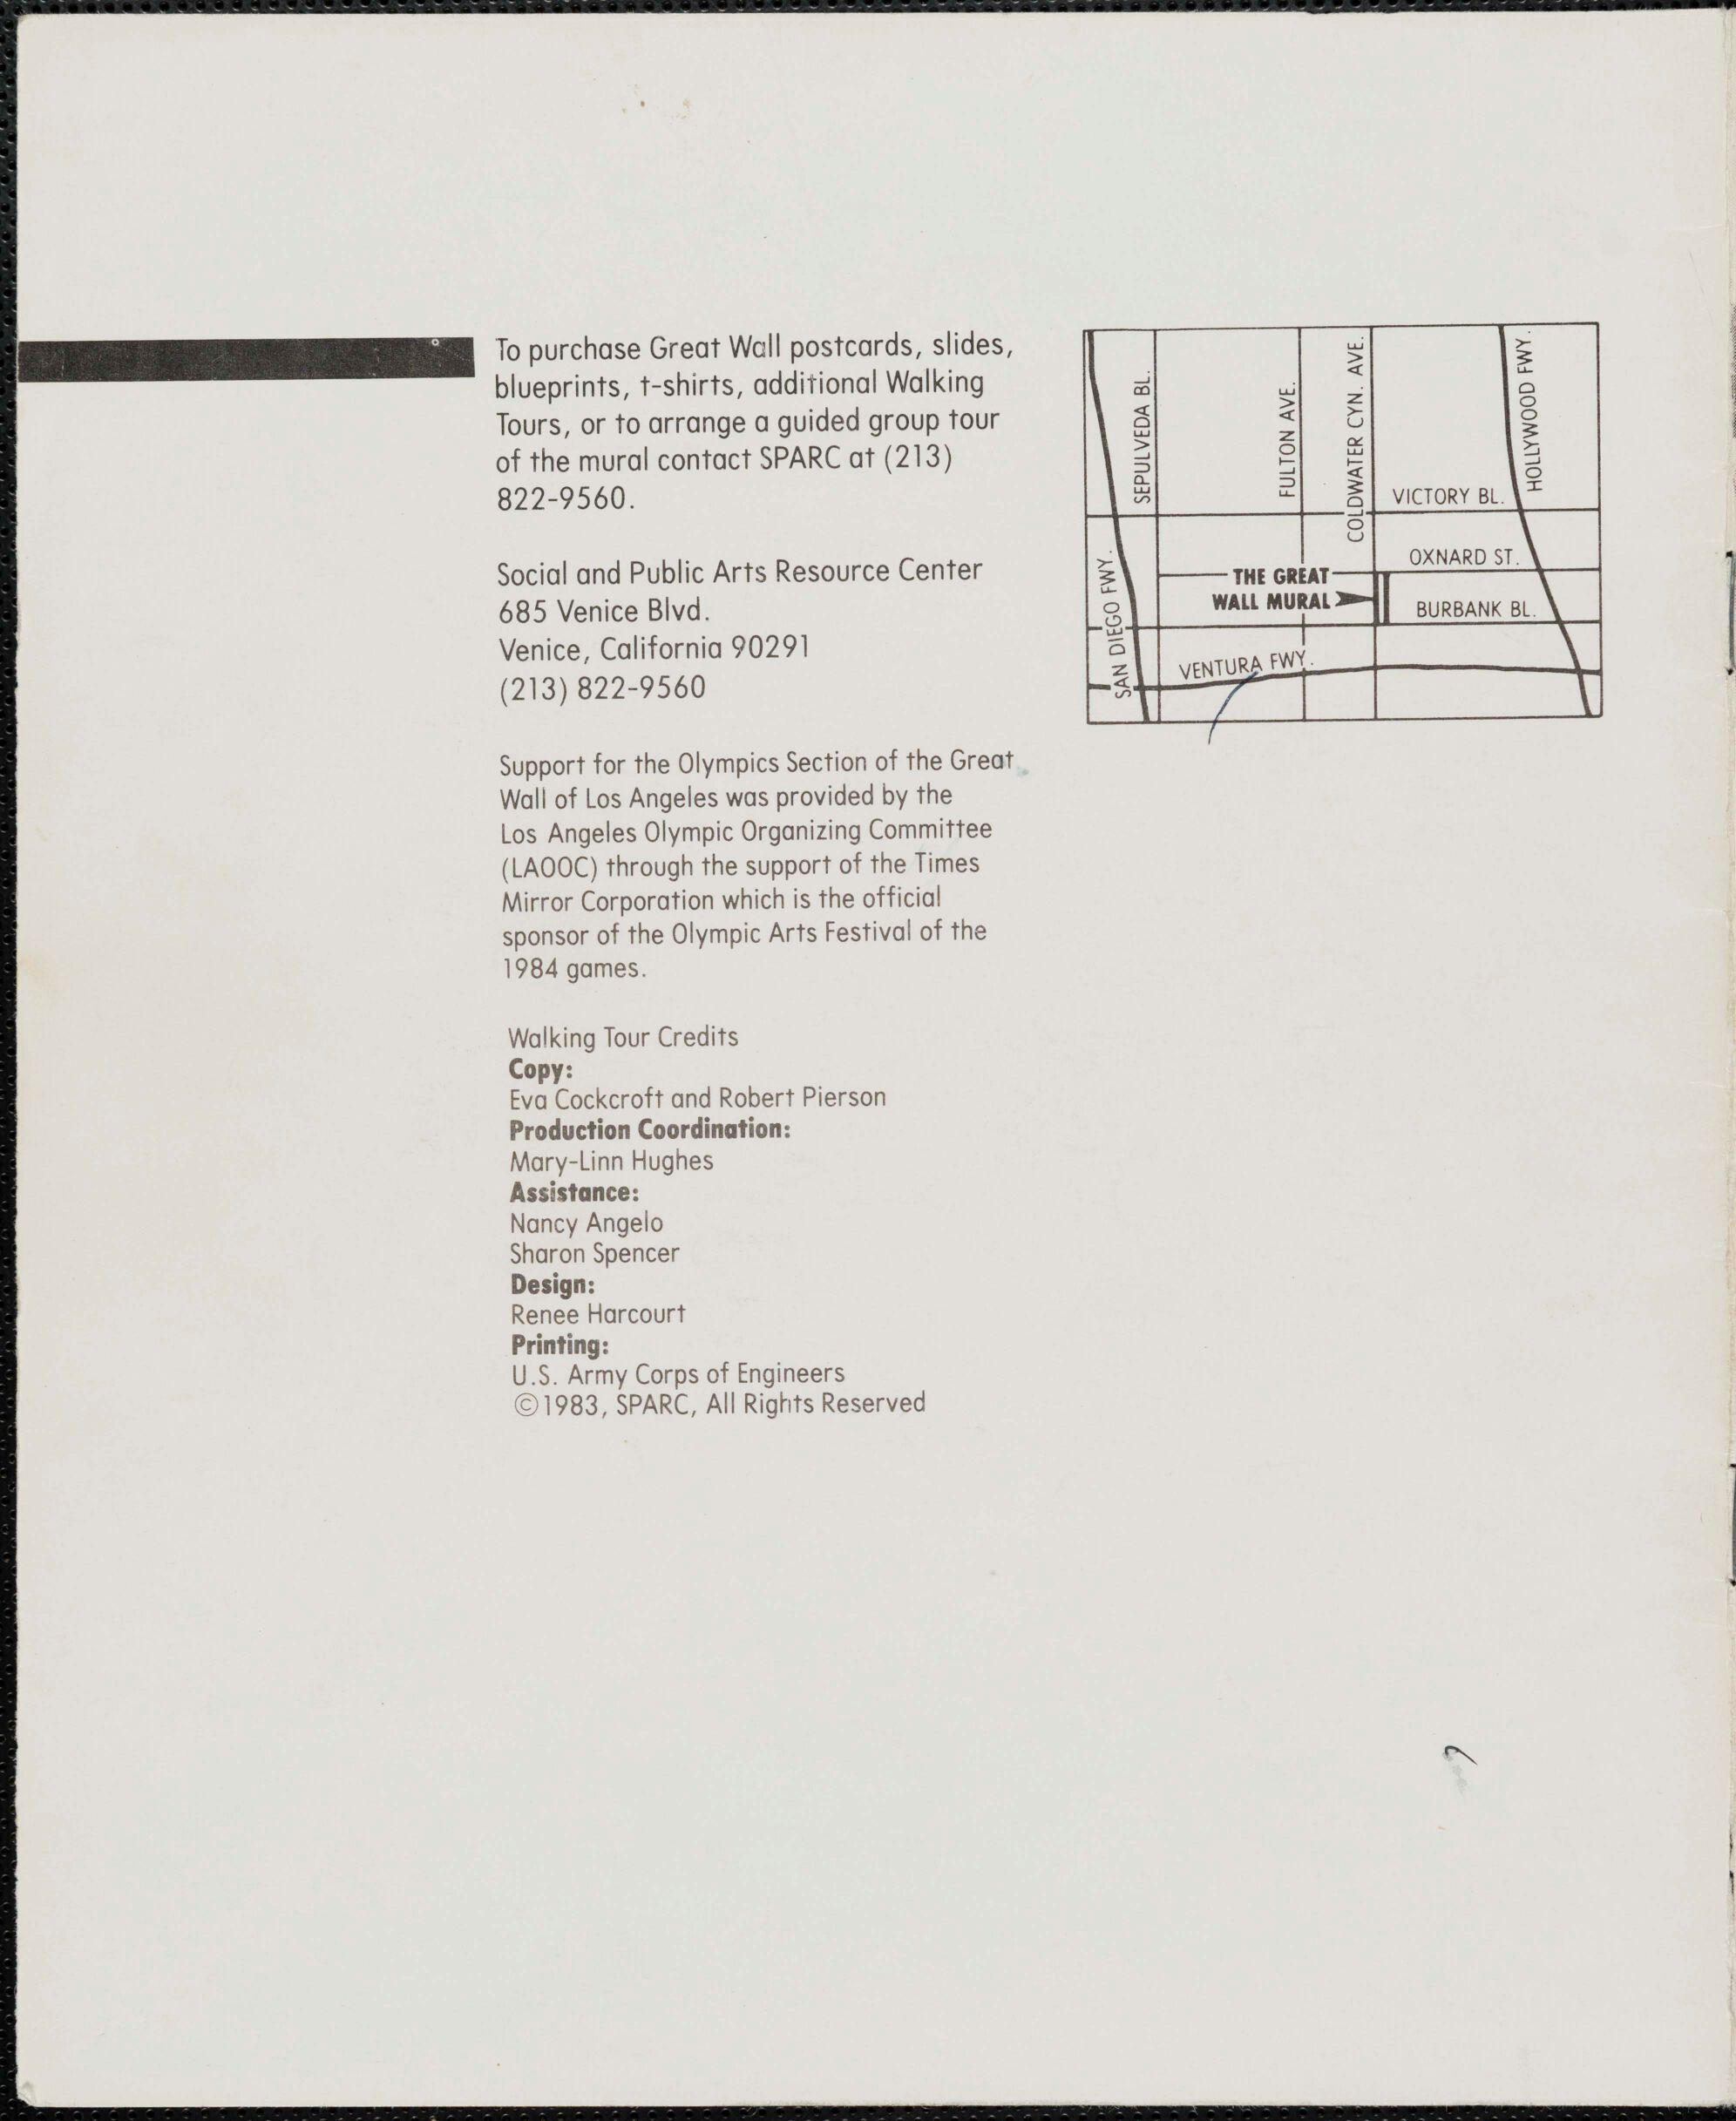 To purchase Great Wall postcards, slides,
blueprints, t-shirts, additional Walking
Tours, or to arrange a guided group tour
of the mural contact SPARC at (213)
822-9560.
Social and Public Arts Resource Center
685 Venice Blvd.
Venice, California 90291
(213) 822-9560
Support for the Olympics Section of the Great
Wall of Los Angeles was provided by the
Los Angeles Olympic Organizing Committee
(LAOOC) through the support of the Times
Mirror Corporation which is the official
sponsor of the Olympic Arts Festival of the
1984 games.
Walking Tour Credits
Copy:
Eva Cockcroft and Robert Pierson
Production Coordination:
Mary-Linn Hughes
Assistance:
Nancy Angelo
Sharon Spencer
Design:
Renee Harcourt
Printing:
U.S. Army Corps of Engineers
©1983, SPARC, All Rights Reserved
SAN DIEGO FWY.
SEPULVEDA BL.
FULTON AVE.
COLDWATER CYN. AVE.
HOLLYWOOD FWY.
VICTORY BL.
OXNARD ST.
THE GREAT
WALL MURAL
BURBANK BL.
VENTURA FWY.